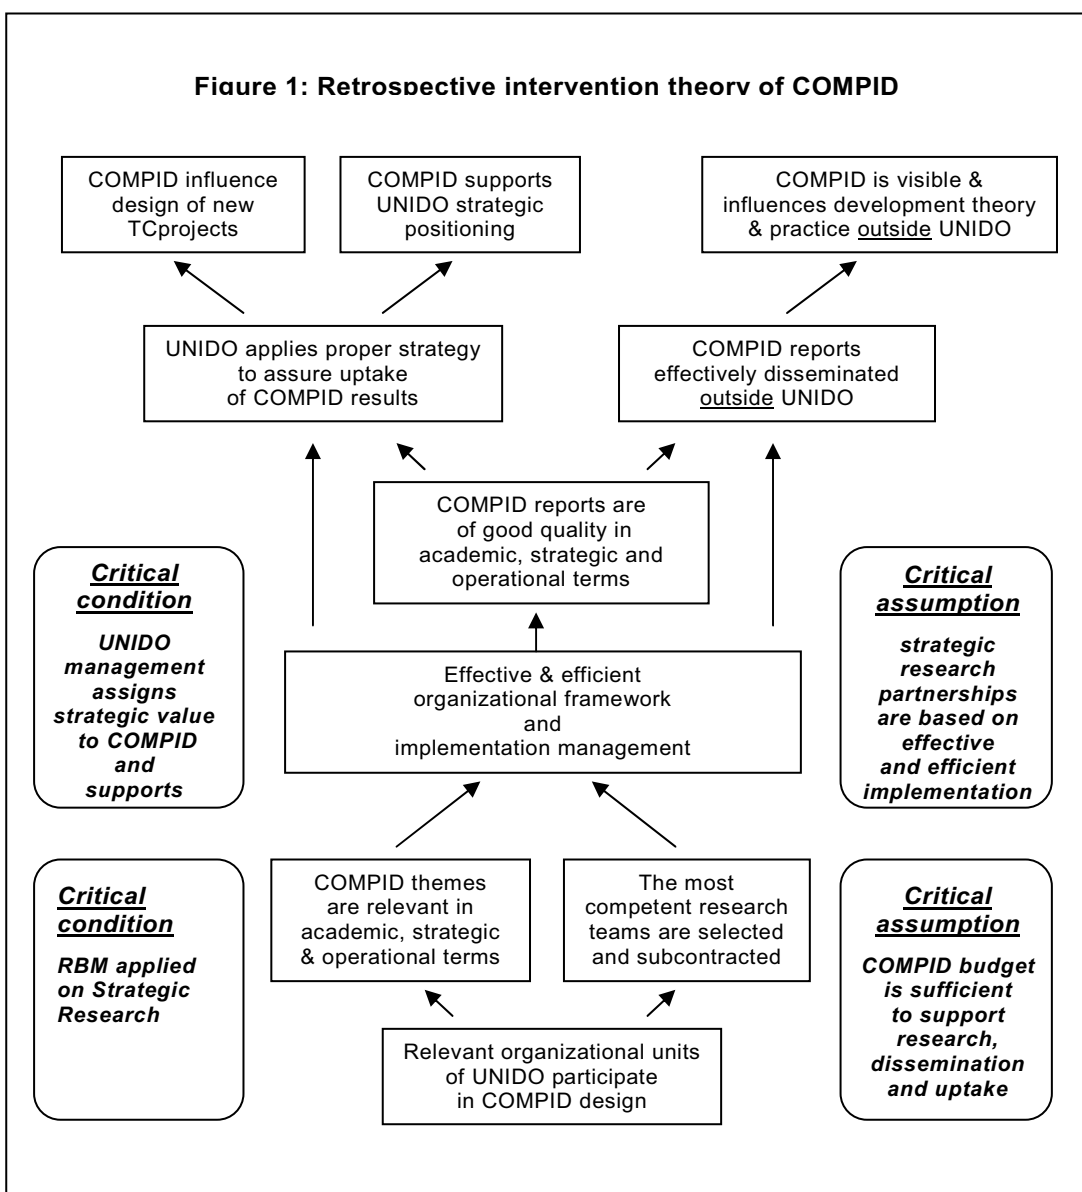 Figure 1: Retrospective intervention theory of COMPID
COMPID influence
design of new
TCprojects
COMPID supports
UNIDO strategic
positioning
COMPID is visible &
influences development theory
& practice outside UNIDO
UNIDO applies proper strategy
to assure uptake
of COMPID results
COMPID reports
effectively disseminated
outside UNIDO
COMPID reports are
of good quality in
academic, strategic and
operational terms
Critical
condition
UNIDO
management
assigns
strategic value
to COMPID
and
supports
Critical
assumption
strategic
research
partnerships
are based on
effective
and efficient
implementation
Effective & efficient
organizational framework
and
implementation management
Critical
condition
RBM applied
on Strategic
Research
COMPID themes
are relevant in
academic, strategic
& operational terms
The most
competent research
teams are selected
and subcontracted
Critical
assumption
COMPID budget
is sufficient
to support
research,
dissemination
and uptake
Relevant organizational units
of UNIDO participate
in COMPID design